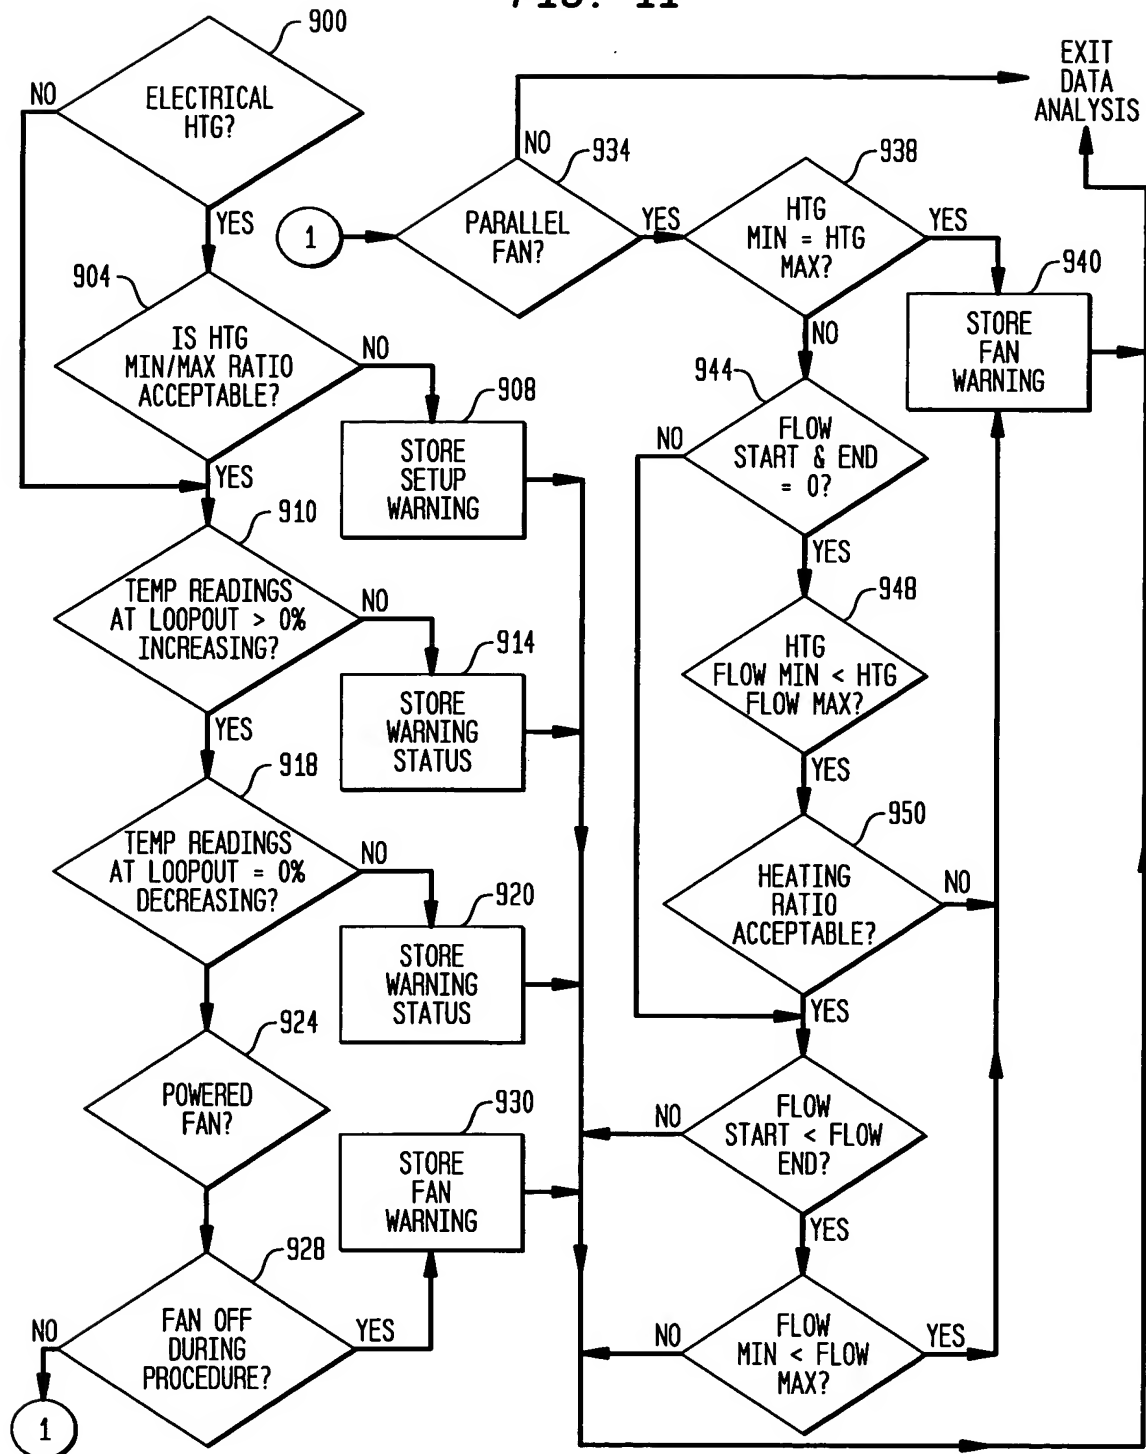 FIG. 11
900
ELECTRICAL
HTG?
NO
YES
904
IS HTG
MIN/MAX RATIO
ACCEPTABLE?
NO
YES
908
STORE
SETUP
WARNING
910
TEMP READINGS
AT LOOPOUT > 0%
INCREASING?
NO
YES
914
STORE
WARNING
STATUS
918
TEMP READINGS
AT LOOPOUT = 0%
DECREASING?
NO
920
STORE
WARNING
STATUS
924
POWERED
FAN?
928
FAN OFF
DURING
PROCEDURE?
NO
YES
1
930
STORE
FAN
WARNING
1
934
PARALLEL
FAN?
NO
YES
EXIT
DATA
ANALYSIS
938
HTG
MIN = HTG
MAX?
YES
NO
940
STORE
FAN
WARNING
944
FLOW
START & END
= 0?
NO
YES
948
HTG
FLOW MIN < HTG
FLOW MAX?
YES
950
HEATING
RATIO
ACCEPTABLE?
NO
YES
FLOW
START < FLOW
END?
NO
YES
FLOW
MIN < FLOW
MAX?
NO
YES